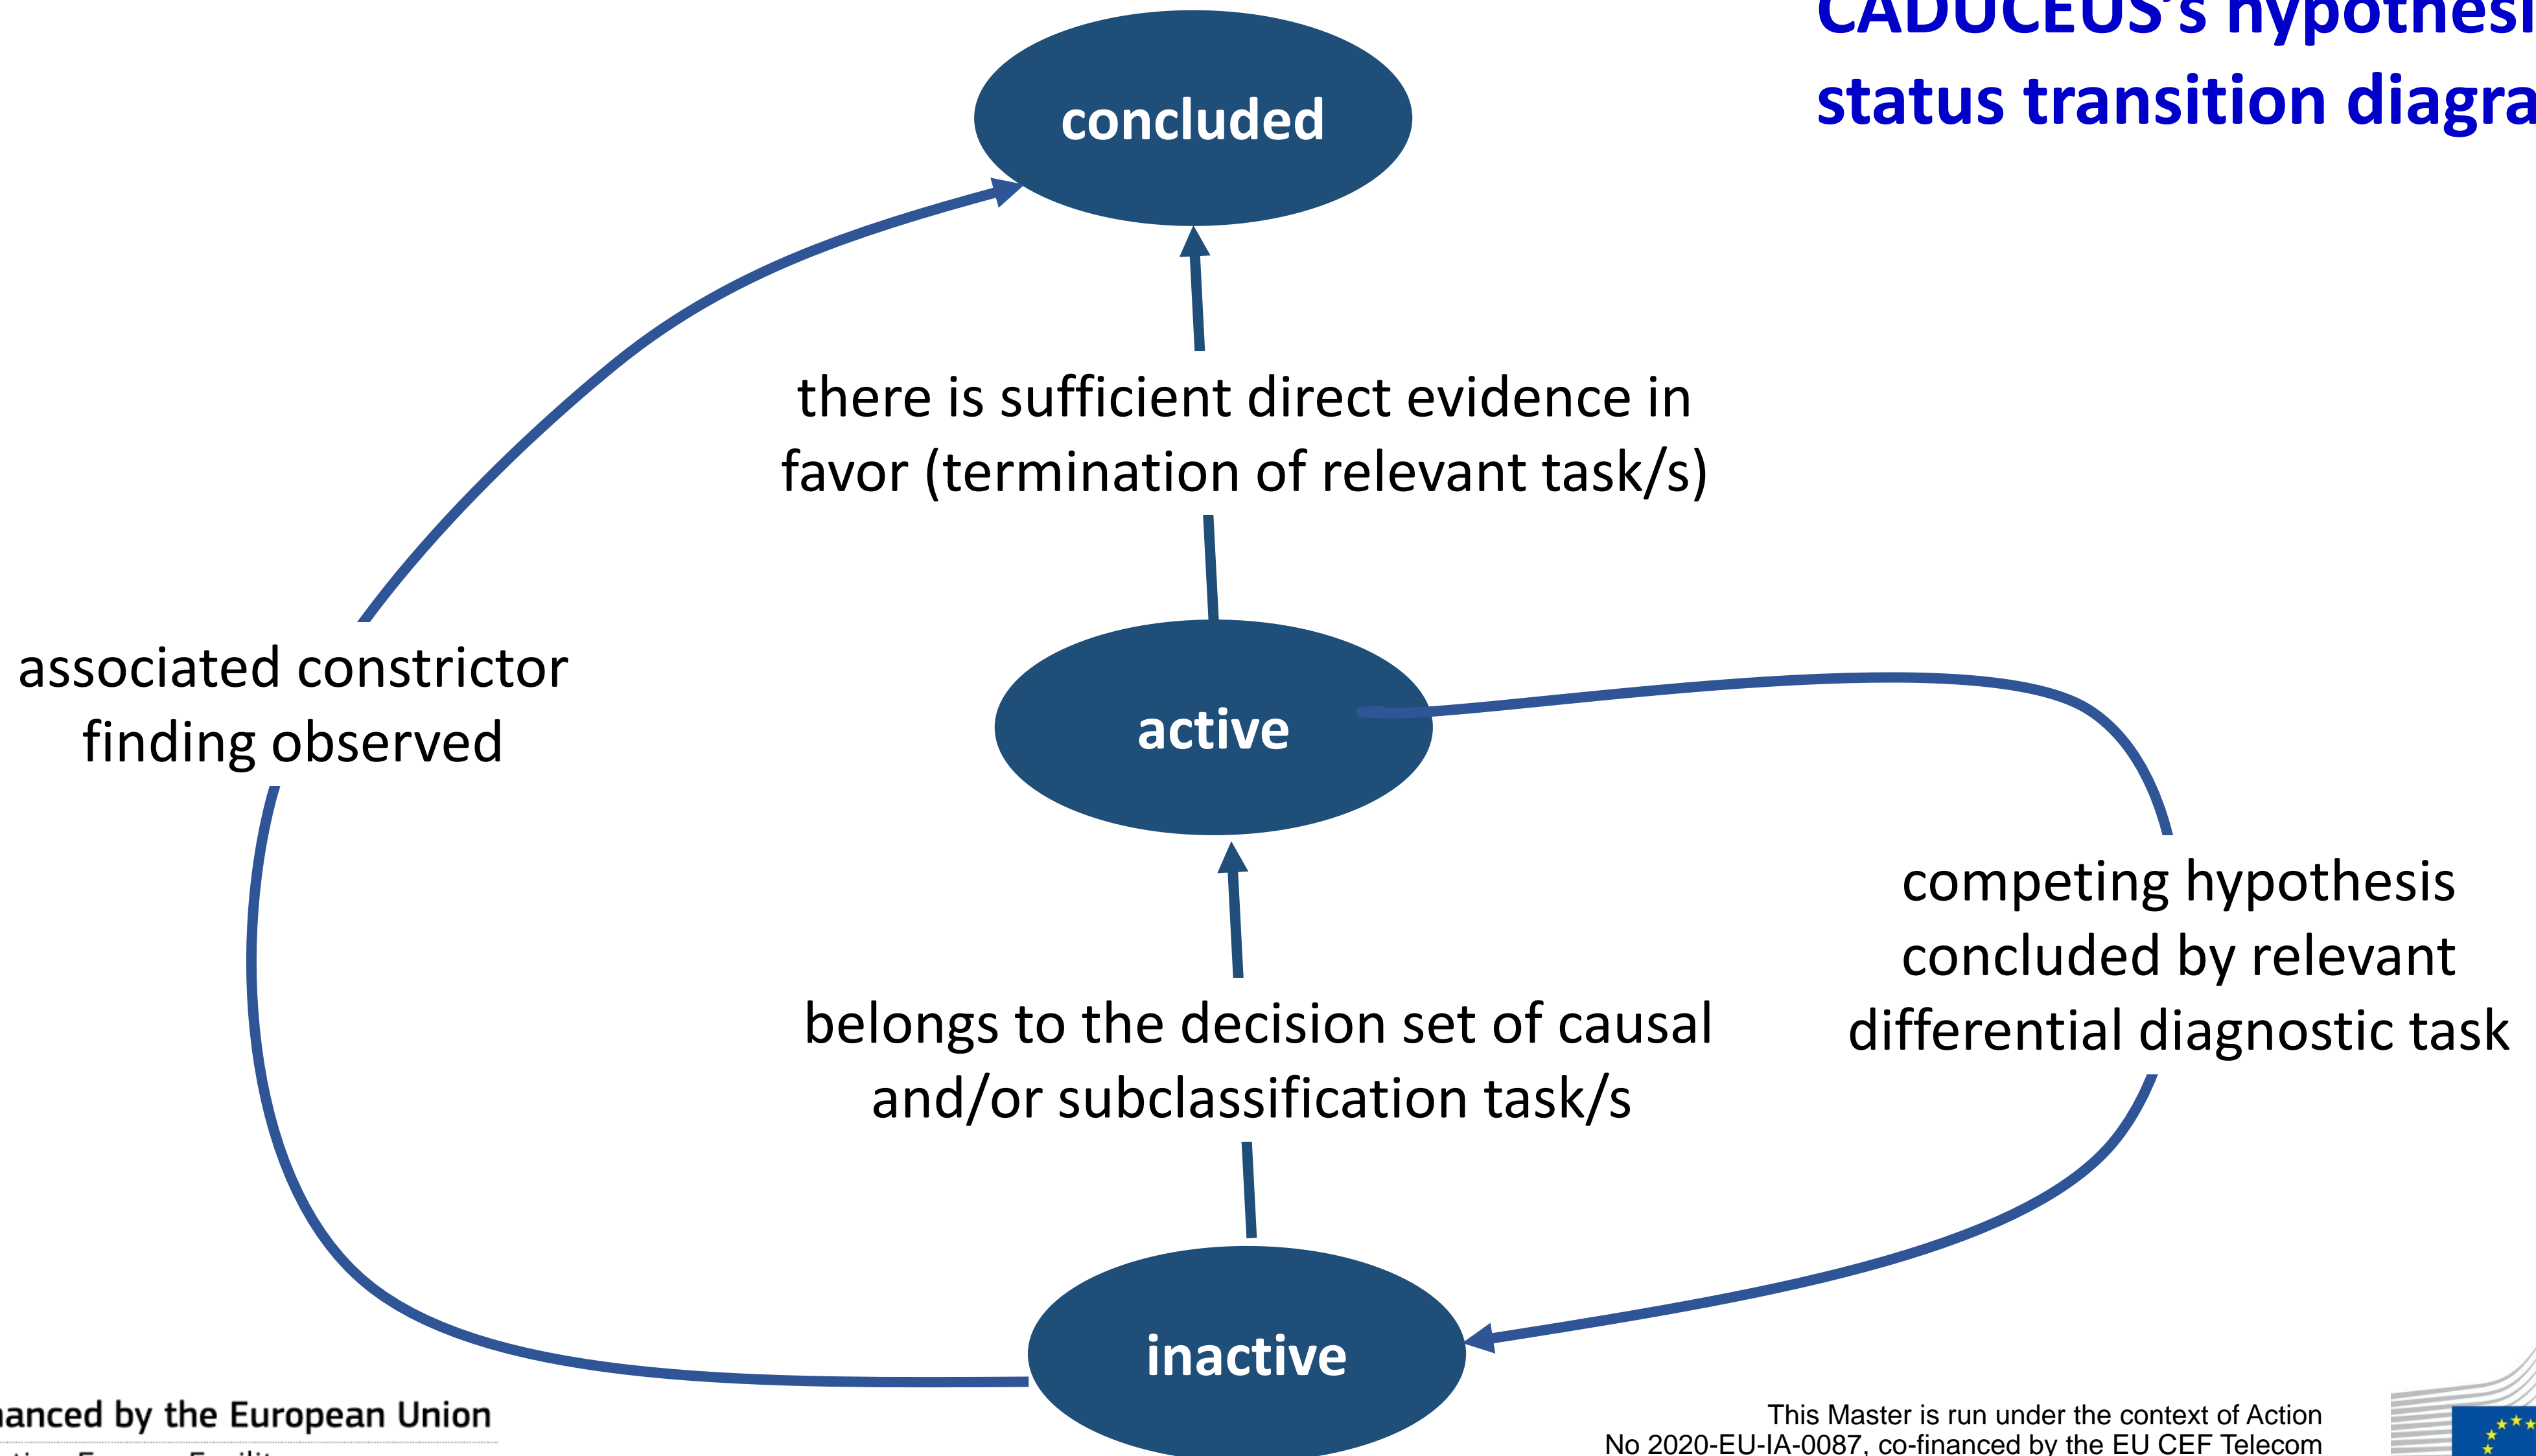 CADUCEUS's hypothesi
status transition diagra
concluded
there is sufficient direct evidence in
favor (termination of relevant task/s)
associated constrictor
finding observed
active
competing hypothesis
concluded by relevant
differential diagnostic task
belongs to the decision set of causal
and/or subclassification task/s
inactive
anced by the European Union
This Master is run under the context of Action
No 2020-EU-IA-0087, co-financed by the EU CEF Telecom